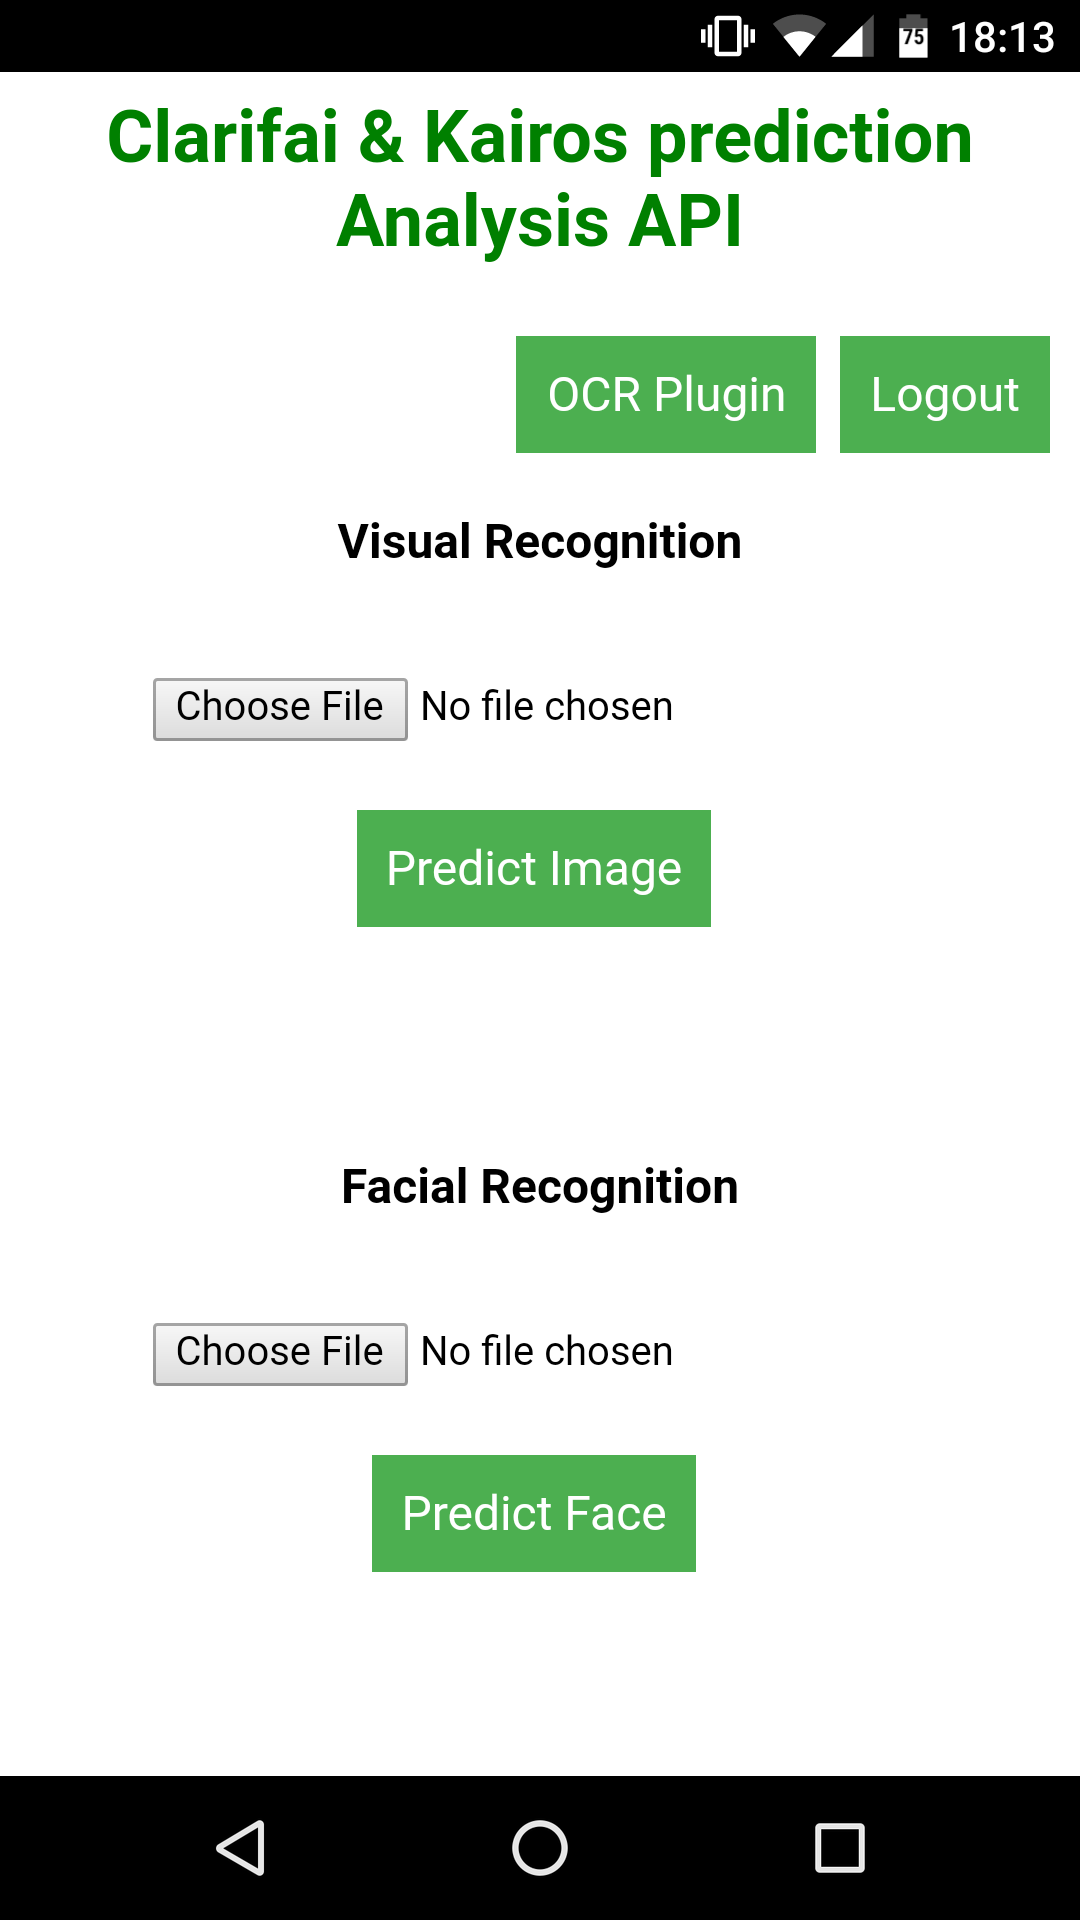 75 18:13
Clarifai & Kairos prediction
Analysis API
OCR Plugin Logout
Visual Recognition
Choose File No file chosen
Predict Image
Facial Recognition
Choose File No file chosen
Predict Face